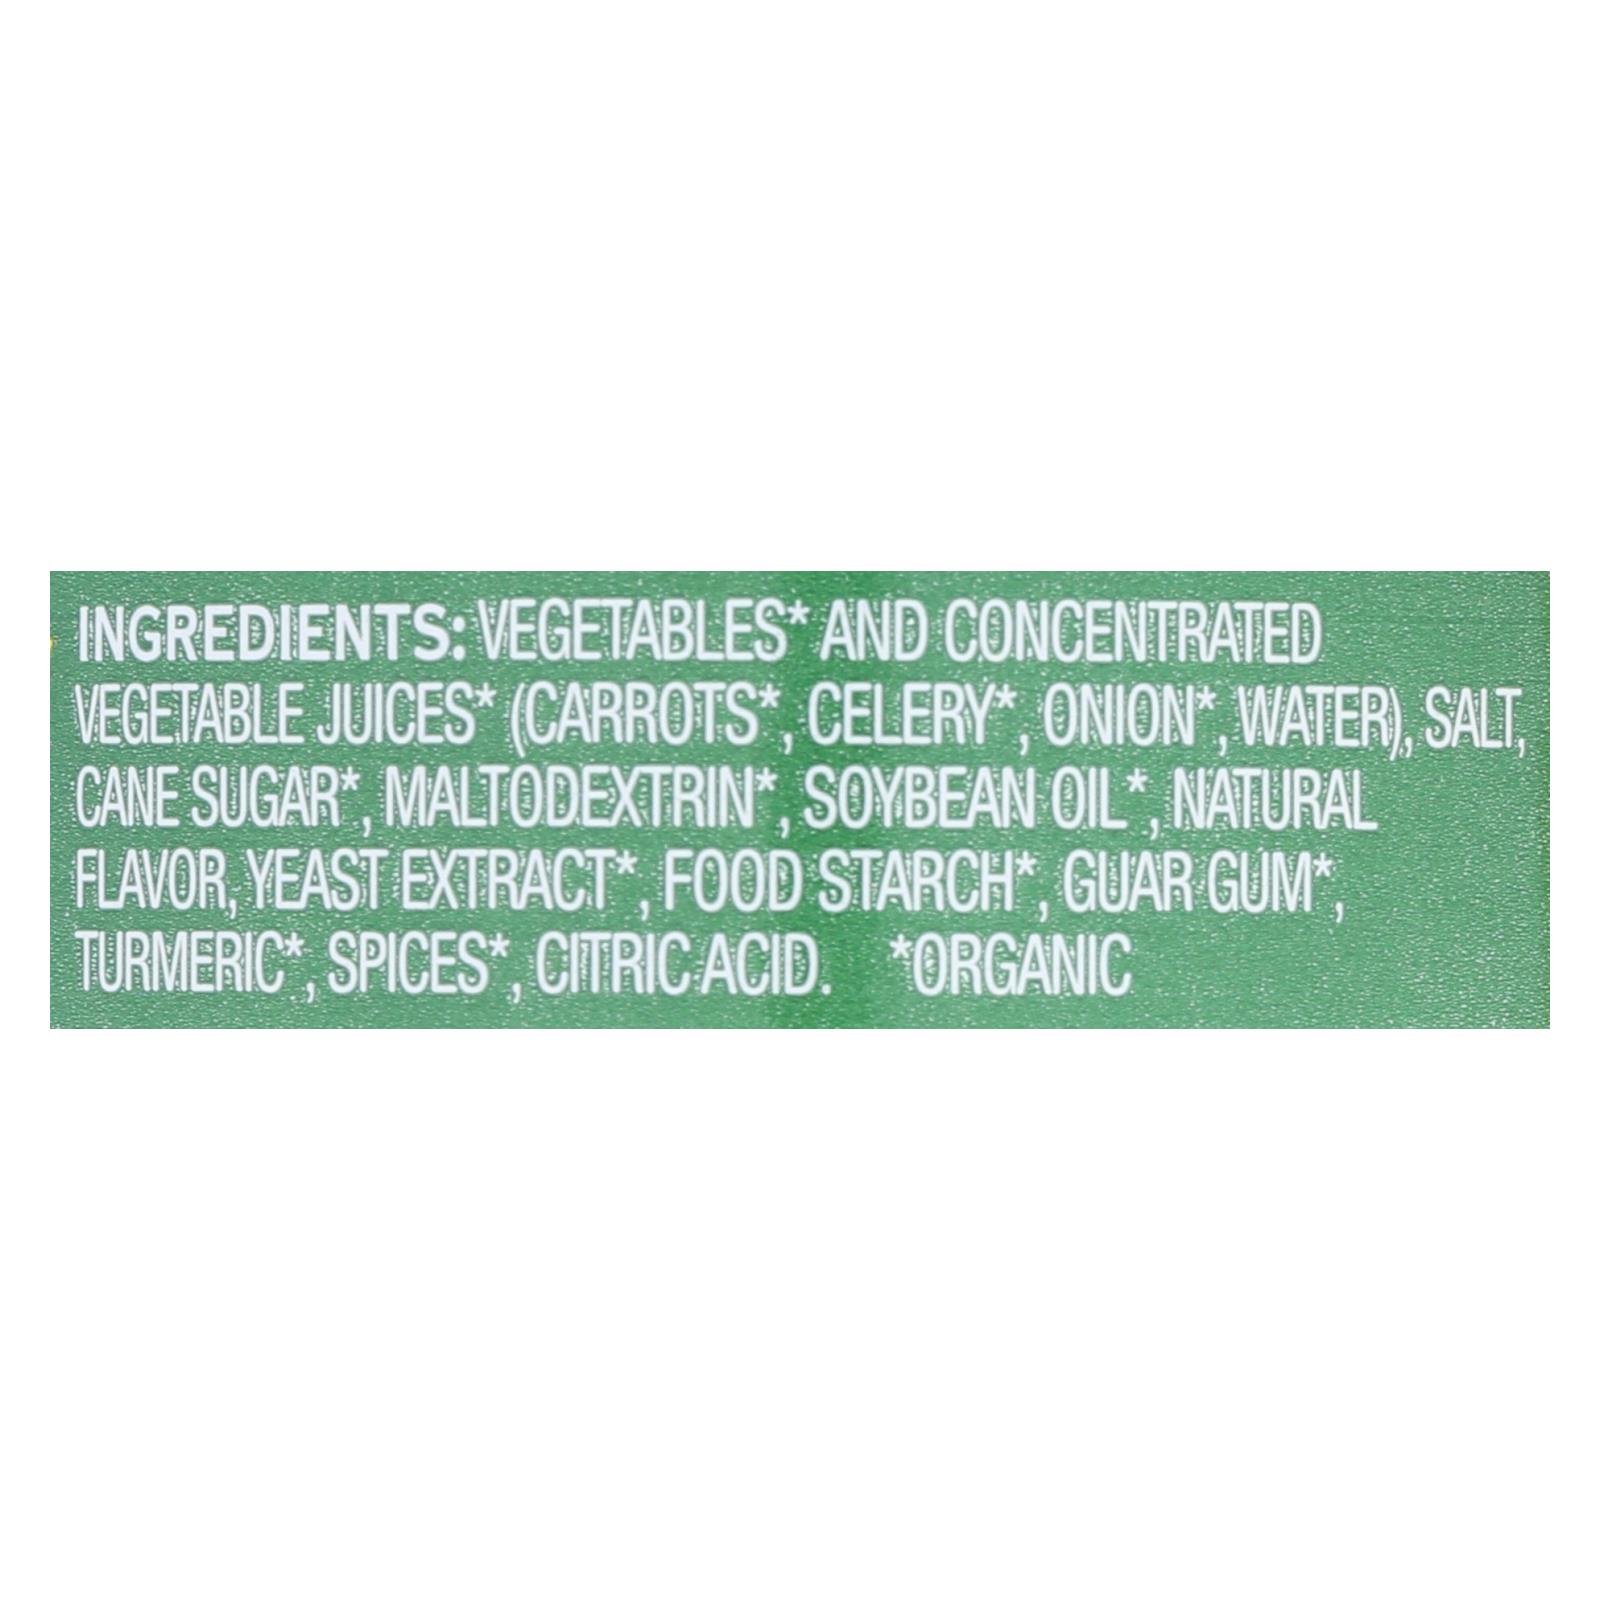 INGREDIENTS: VEGETABLES* AND CONCENTRATED
VEGETABLE JUICES* (CARROTS*, CELERY*, ONION*, WATER), SALT,
CANE SUGAR*, MALTODEXTRIN*, SOYBEAN OIL*, NATURAL
FLAVOR, YEAST EXTRACT*, FOOD STARCH*, GUAR GUM*,
TURMERIC*, SPICES*, CITRIC ACID. *ORGANIC